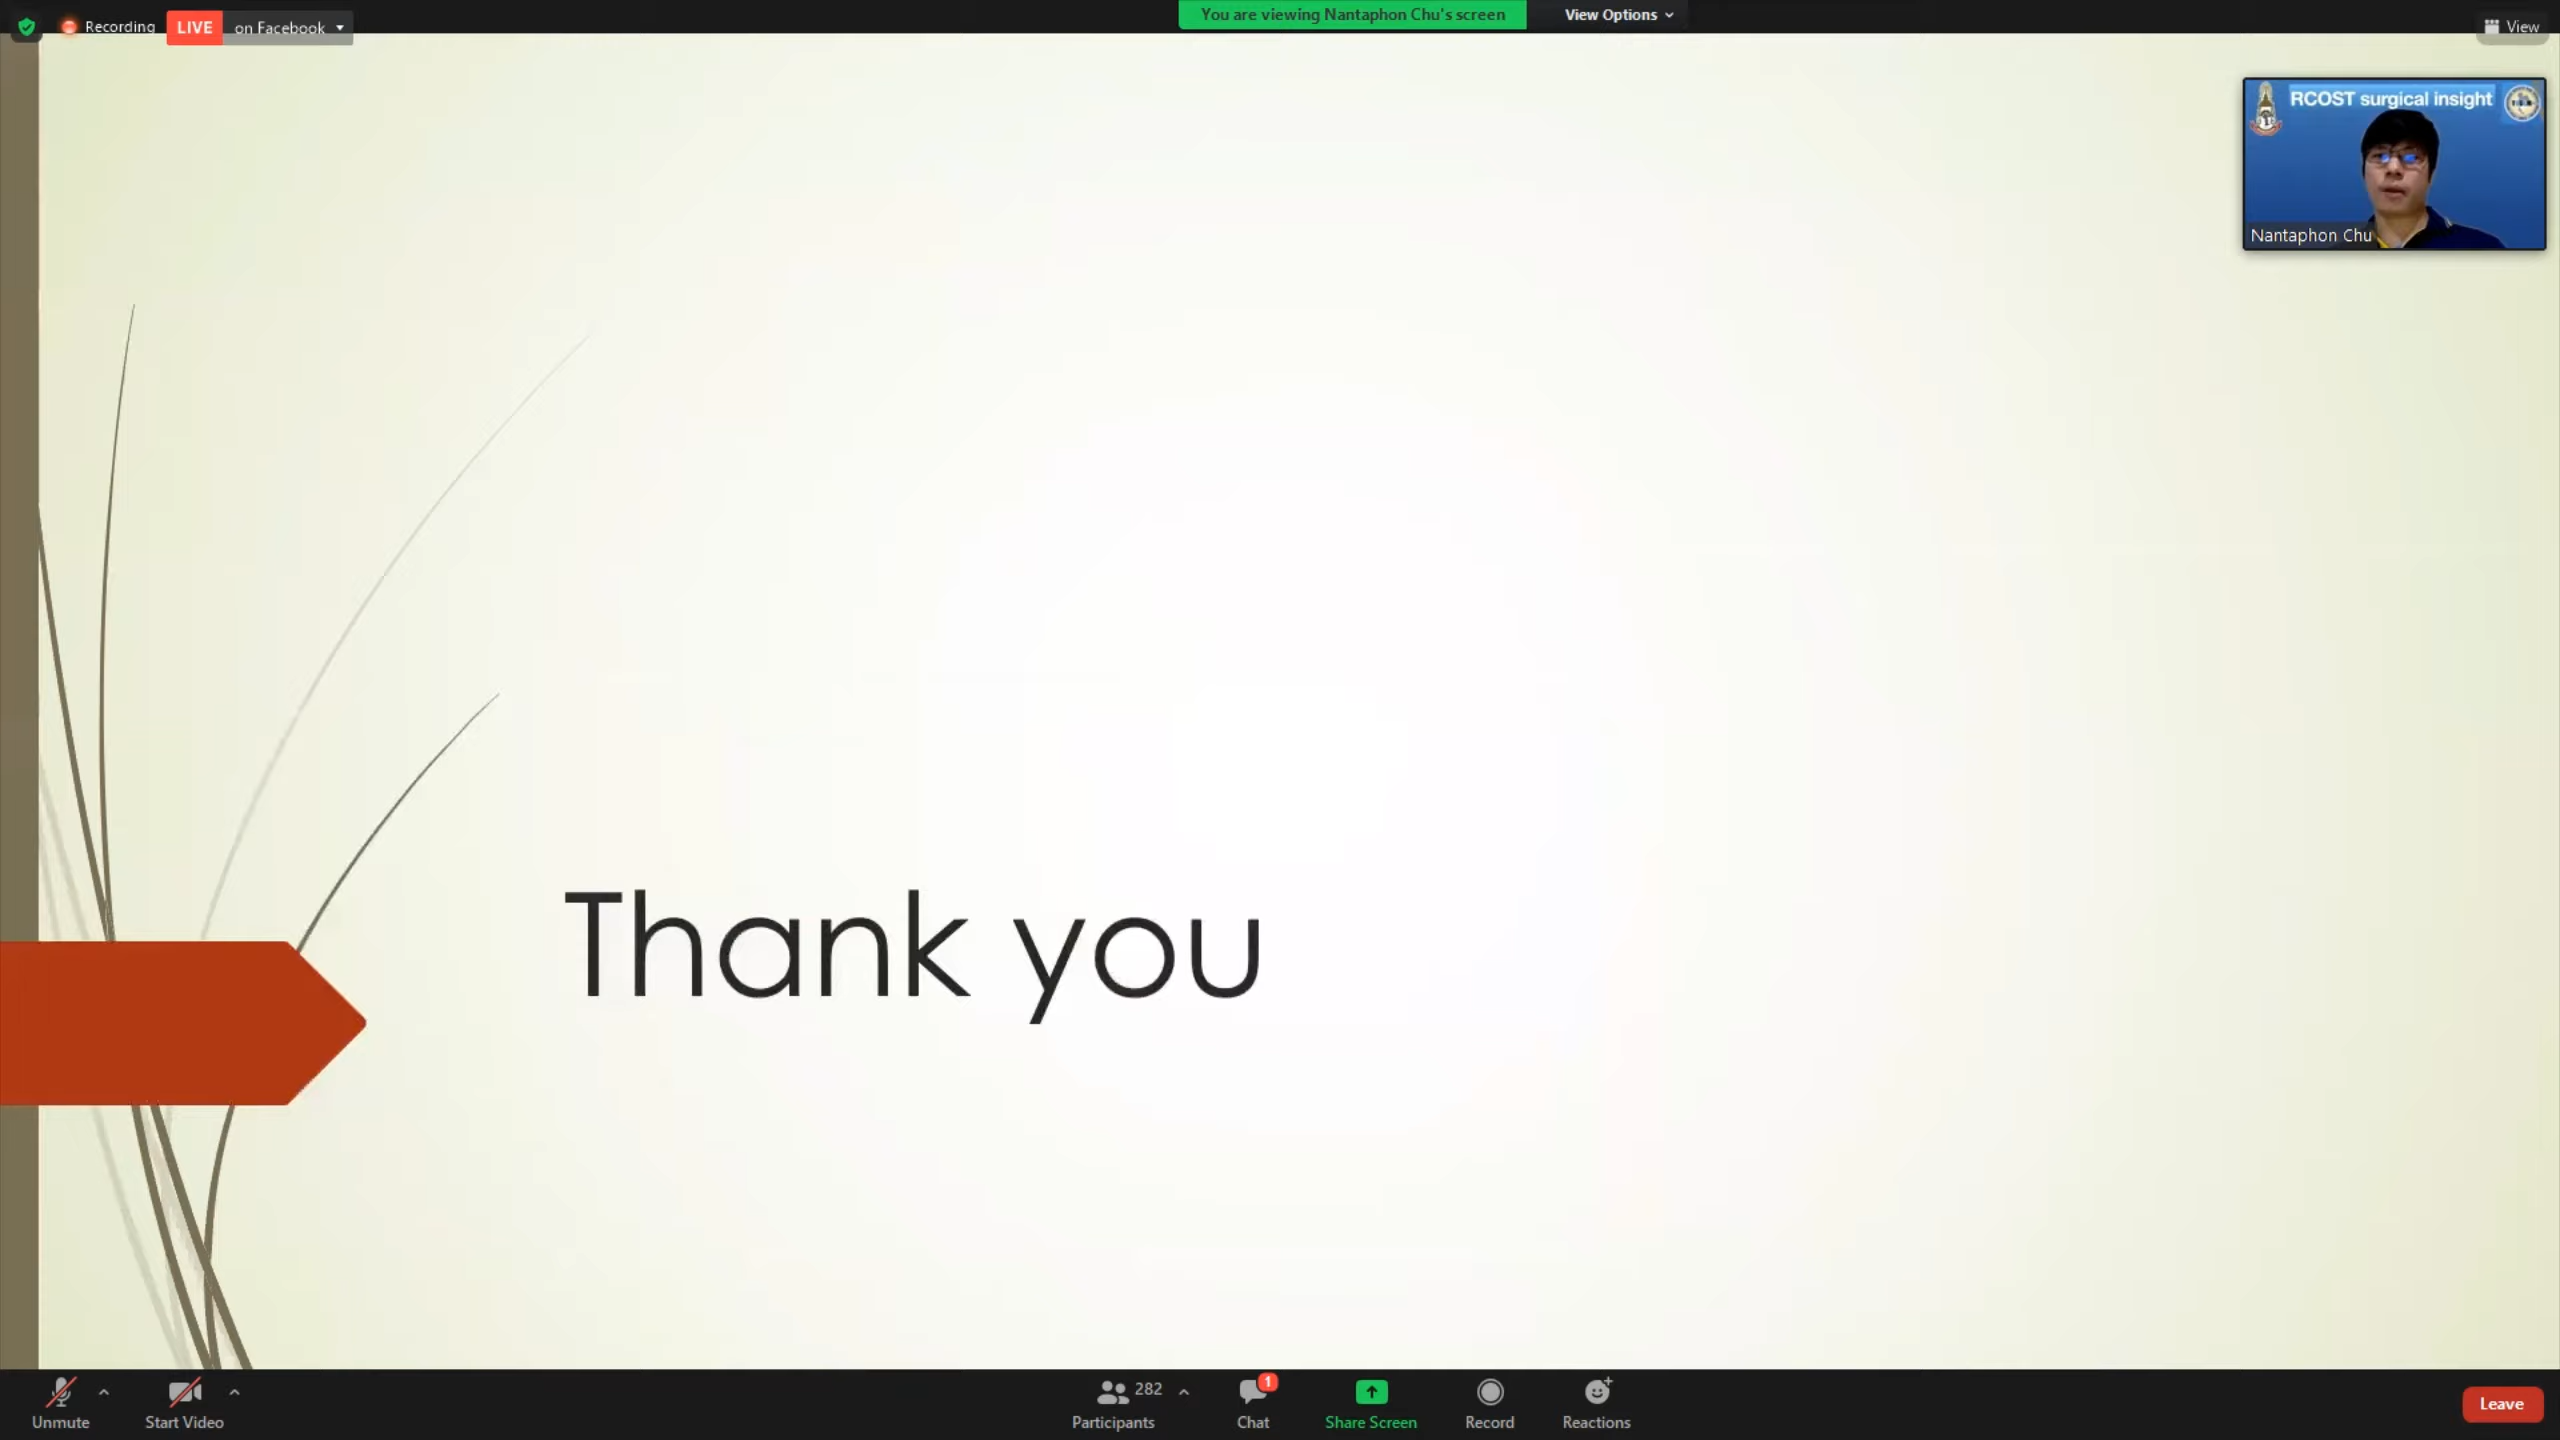 Recording
LIVE on Facebook
You are viewing Nantaphon Chu's screen
View Options
View
RCOST surgical insight
Nantaphon Chu
Thank you
Unmute
Start Video
282
Participants
1
Chat
Share Screen
Record
Reactions
Leave